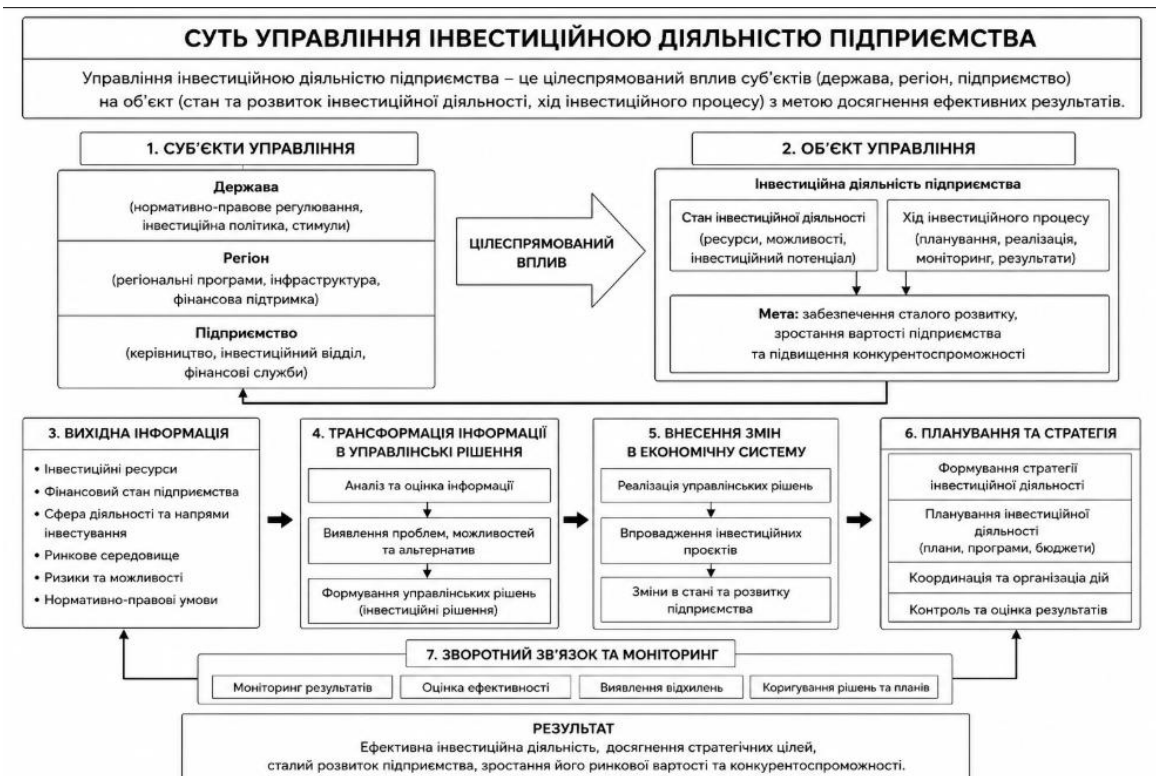 СУТЬ УПРАВЛІННЯ ІНВЕСТИЦІЙНОЮ ДІЯЛЬНІСТЮ ПІДПРИЄМСТВА
Управління інвестиційною діяльністю підприємства – це цілеспрямований вплив суб’єктів (держава, регіон, підприємство)
на об’єкт (стан та розвиток інвестиційної діяльності, хід інвестиційного процесу) з метою досягнення ефективних результатів.
1. СУБ’ЄКТИ УПРАВЛІННЯ
Держава
(нормативно-правове регулювання,
інвестиційна політика, стимули)
Регіон
(регіональні програми, інфраструктура,
фінансова підтримка)
Підприємство
(керівництво, інвестиційний відділ,
фінансові служби)
ЦІЛЕСПРЯМОВАНИЙ
ВПЛИВ
2. ОБ’ЄКТ УПРАВЛІННЯ
Інвестиційна діяльність підприємства
Стан інвестиційної діяльності
(ресурси, можливості,
інвестиційний потенціал)
Хід інвестиційного процесу
(планування, реалізація,
моніторинг, результати)
Мета: забезпечення сталого розвитку,
зростання вартості підприємства
та підвищення конкурентоспроможності
3. ВИХІДНА ІНФОРМАЦІЯ
• Інвестиційні ресурси
• Фінансовий стан підприємства
• Сфера діяльності та напрями
інвестування
• Ринкове середовище
• Ризики та можливості
• Нормативно-правові умови
4. ТРАНСФОРМАЦІЯ ІНФОРМАЦІЇ
В УПРАВЛІНСЬКІ РІШЕННЯ
Аналіз та оцінка інформації
Виявлення проблем, можливостей
та альтернатив
Формування управлінських рішень
(інвестиційні рішення)
5. ВНЕСЕННЯ ЗМІН
В ЕКОНОМІЧНУ СИСТЕМУ
Реалізація управлінських рішень
Впровадження інвестиційних
проєктів
Зміни в стані та розвитку
підприємства
6. ПЛАНУВАННЯ ТА СТРАТЕГІЯ
Формування стратегії
інвестиційної діяльності
Планування інвестиційної
діяльності
(плани, програми, бюджети)
Координація та організація дій
Контроль та оцінка результатів
7. ЗВОРОТНИЙ ЗВ’ЯЗОК ТА МОНІТОРИНГ
Моніторинг результатів
Оцінка ефективності
Виявлення відхилень
Коригування рішень та планів
РЕЗУЛЬТАТ
Ефективна інвестиційна діяльність, досягнення стратегічних цілей,
сталий розвиток підприємства, зростання його ринкової вартості та конкурентоспроможності.